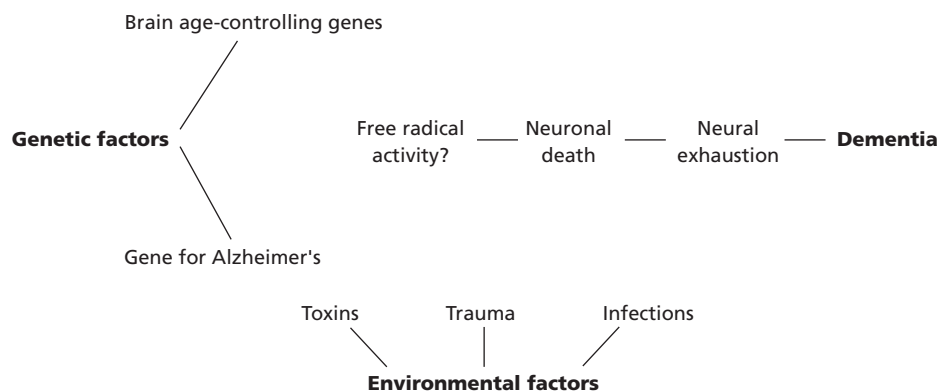 Brain age-controlling genes
Genetic factors
Free radical
activity?
Neuronal
death
Neural
exhaustion
Dementia
Gene for Alzheimer's
Toxins
Trauma
Infections
Environmental factors